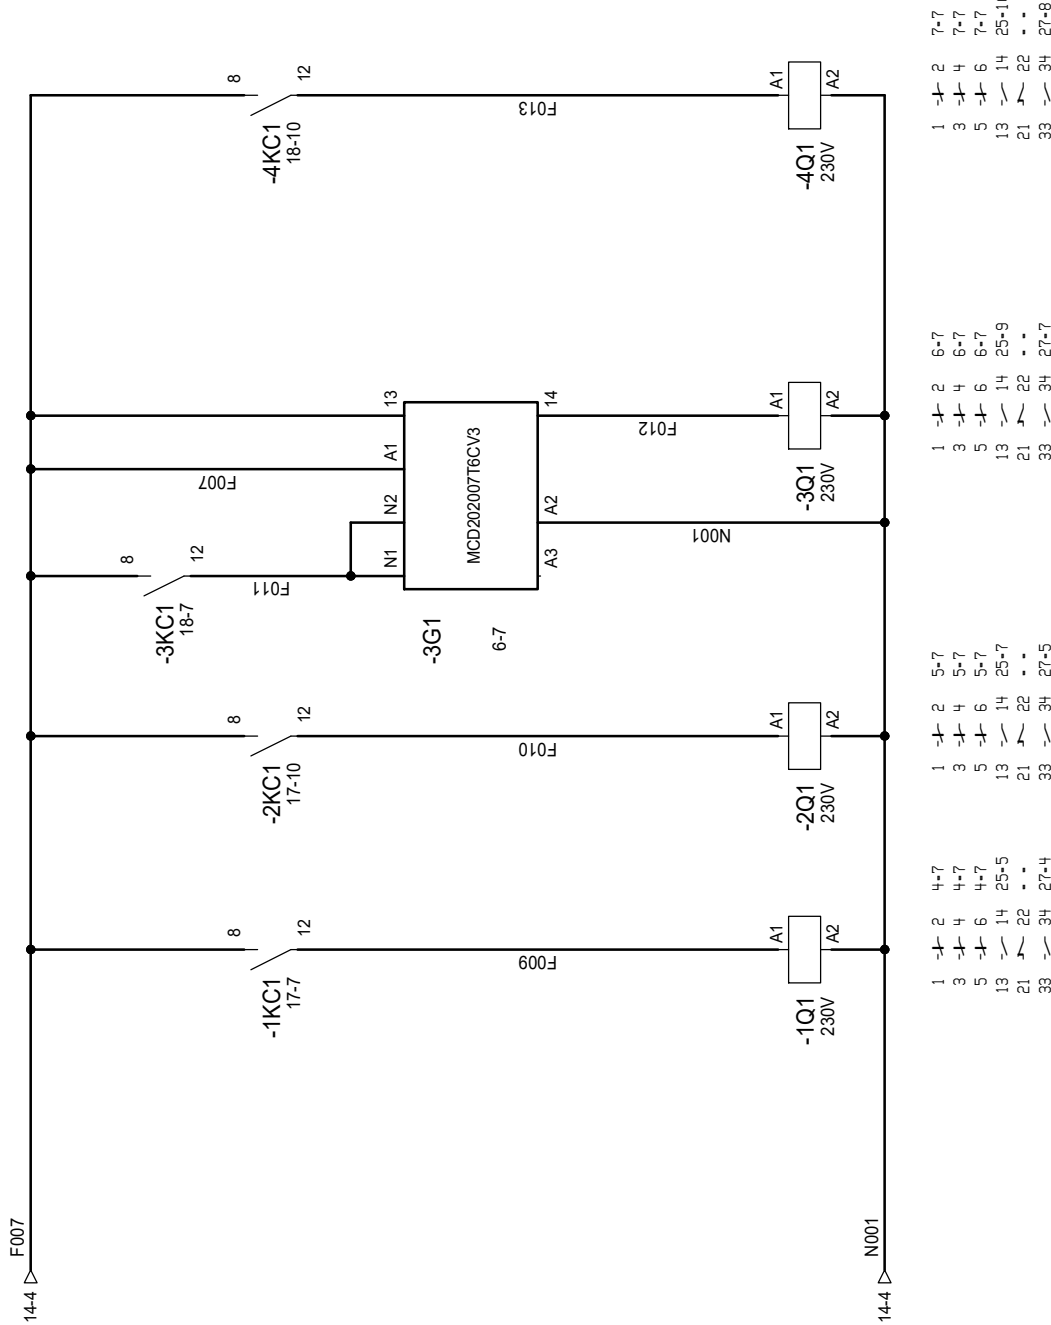 14-4 F007
8
12
-1KC1
17-7
F009
A1
-1Q1
230V
A2
8
12
-2KC1
17-10
F010
A1
-2Q1
230V
A2
8
12
-3KC1
18-7
F011
F007
N1 N2 A1 13
MCD202007T6CV3
-3G1
6-7
A3 A2 14
N001
F012
A1
-3Q1
230V
A2
8
12
-4KC1
18-10
F013
A1
-4Q1
230V
A2
14-4 N001
1 2 4-7
3 4 4-7
5 6 4-7
13 14 25-5
21 22 - -
33 34 27-4
1 2 5-7
3 4 5-7
5 6 5-7
13 14 25-7
21 22 - -
33 34 27-5
1 2 6-7
3 4 6-7
5 6 6-7
13 14 25-9
21 22 - -
33 34 27-7
1 2 7-7
3 4 7-7
5 6 7-7
13 14
21 22 - -
33 34 27-8